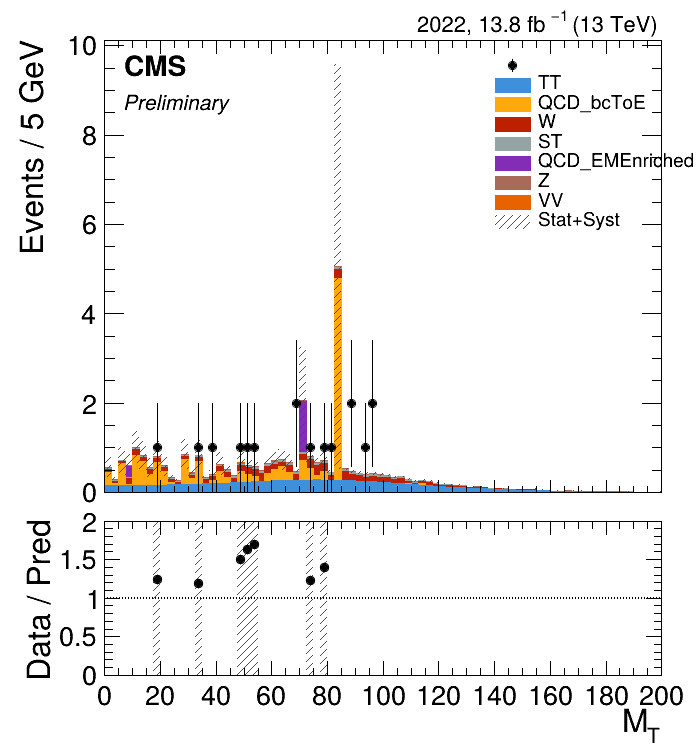 2022, 13.8 fb⁻¹ (13 TeV)
Events / 5 GeV
10
8
6
4
2
0
CMS
Preliminary
TT
QCD_bcToE
W
ST
QCD_EMEnriched
Z
VV
Stat+Syst
Data / Pred
2
1.5
1
0.5
0
0 20 40 60 80 100 120 140 160 180 200
M_T